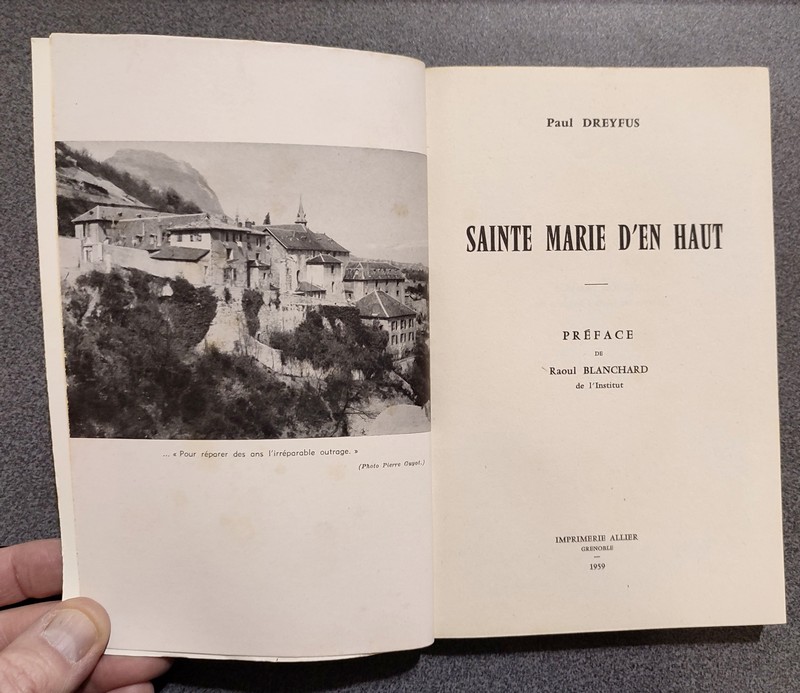 ... « Pour réparer des ans l'irréparable outrage. »
(Photo Pierre Guyot.)
Paul DREYFUS
SAINTE MARIE D'EN HAUT
PRÉFACE
DE
Raoul BLANCHARD
de l'Institut
IMPRIMERIE ALLIER
GRENOBLE
1959